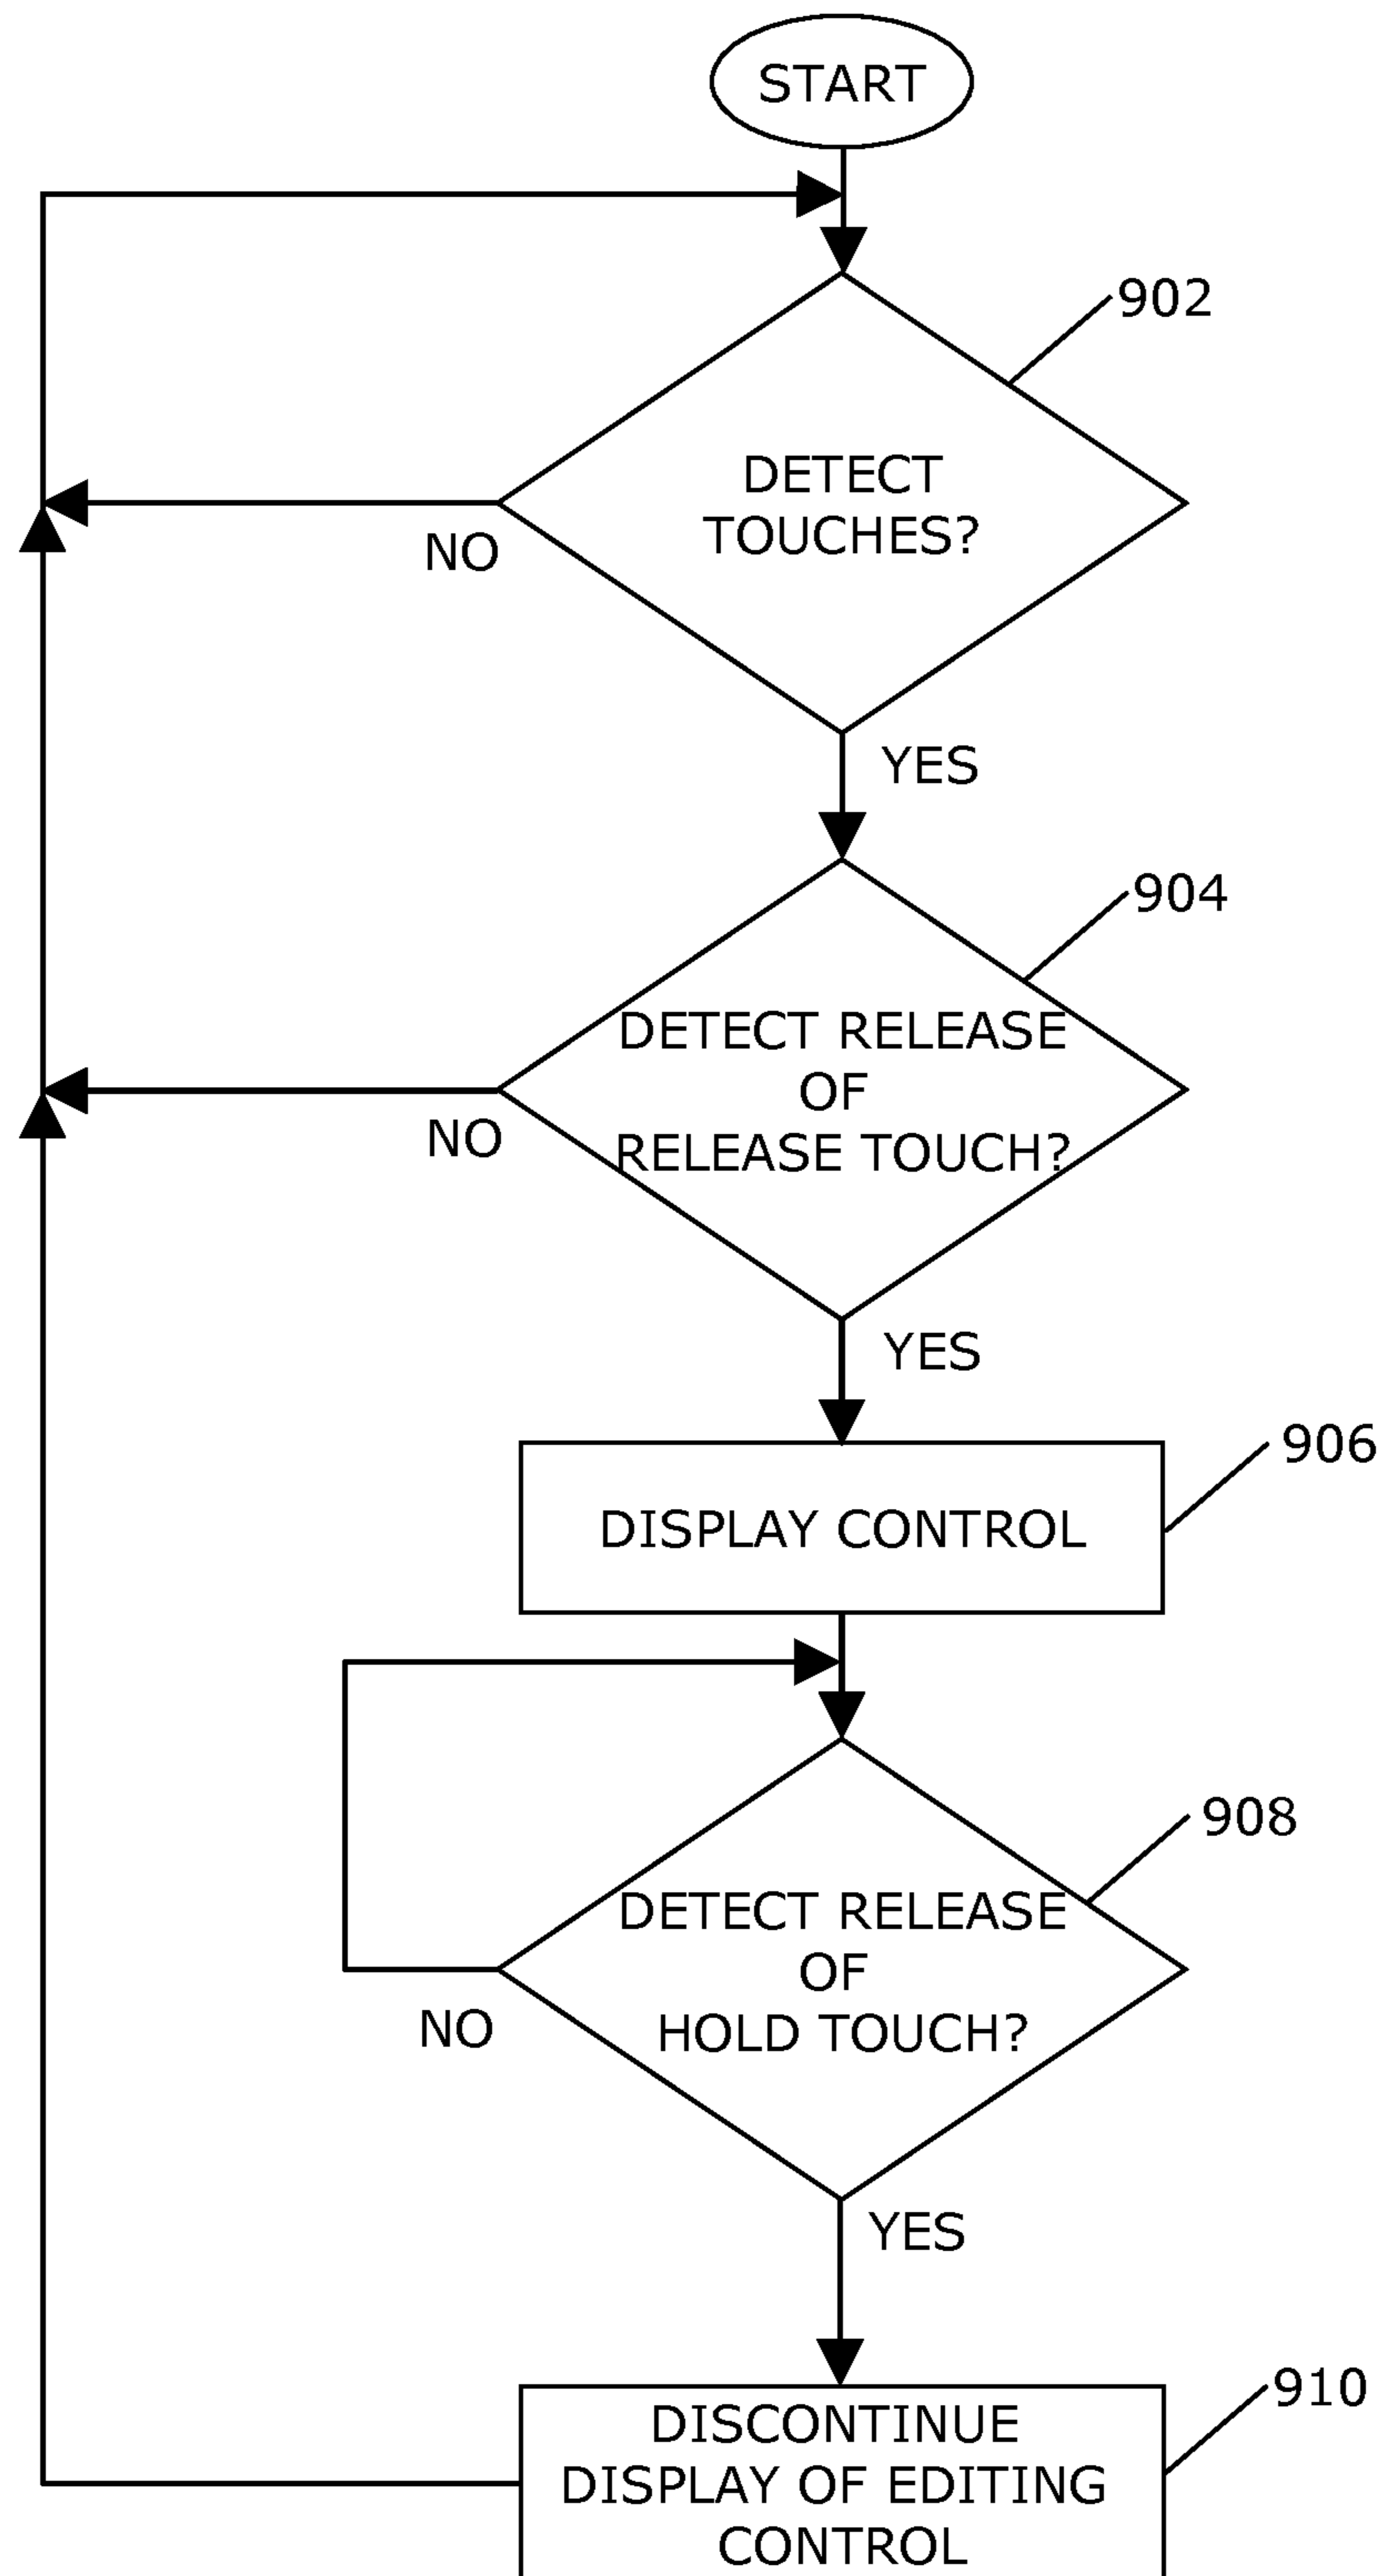 START
902
DETECT
TOUCHES?
NO
YES
904
DETECT RELEASE
OF
RELEASE TOUCH?
NO
YES
906
DISPLAY CONTROL
908
DETECT RELEASE
OF
HOLD TOUCH?
NO
YES
910
DISCONTINUE
DISPLAY OF EDITING
CONTROL